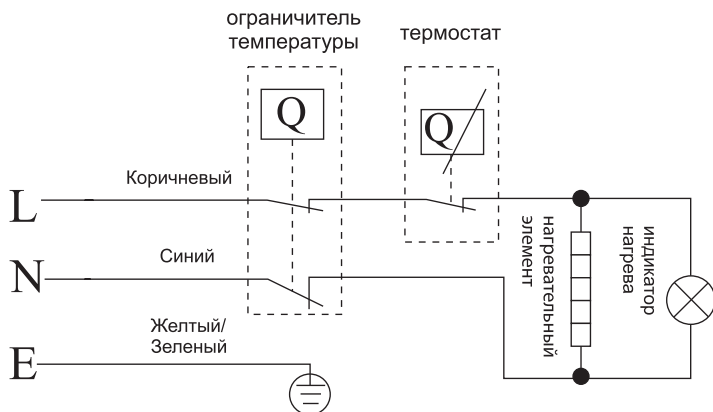 ограничитель
температуры
термостат
Q
Q
Коричневый
L
Синий
N
Желтый/
Зеленый
E
нагревательный
элемент
индикатор
нагрева